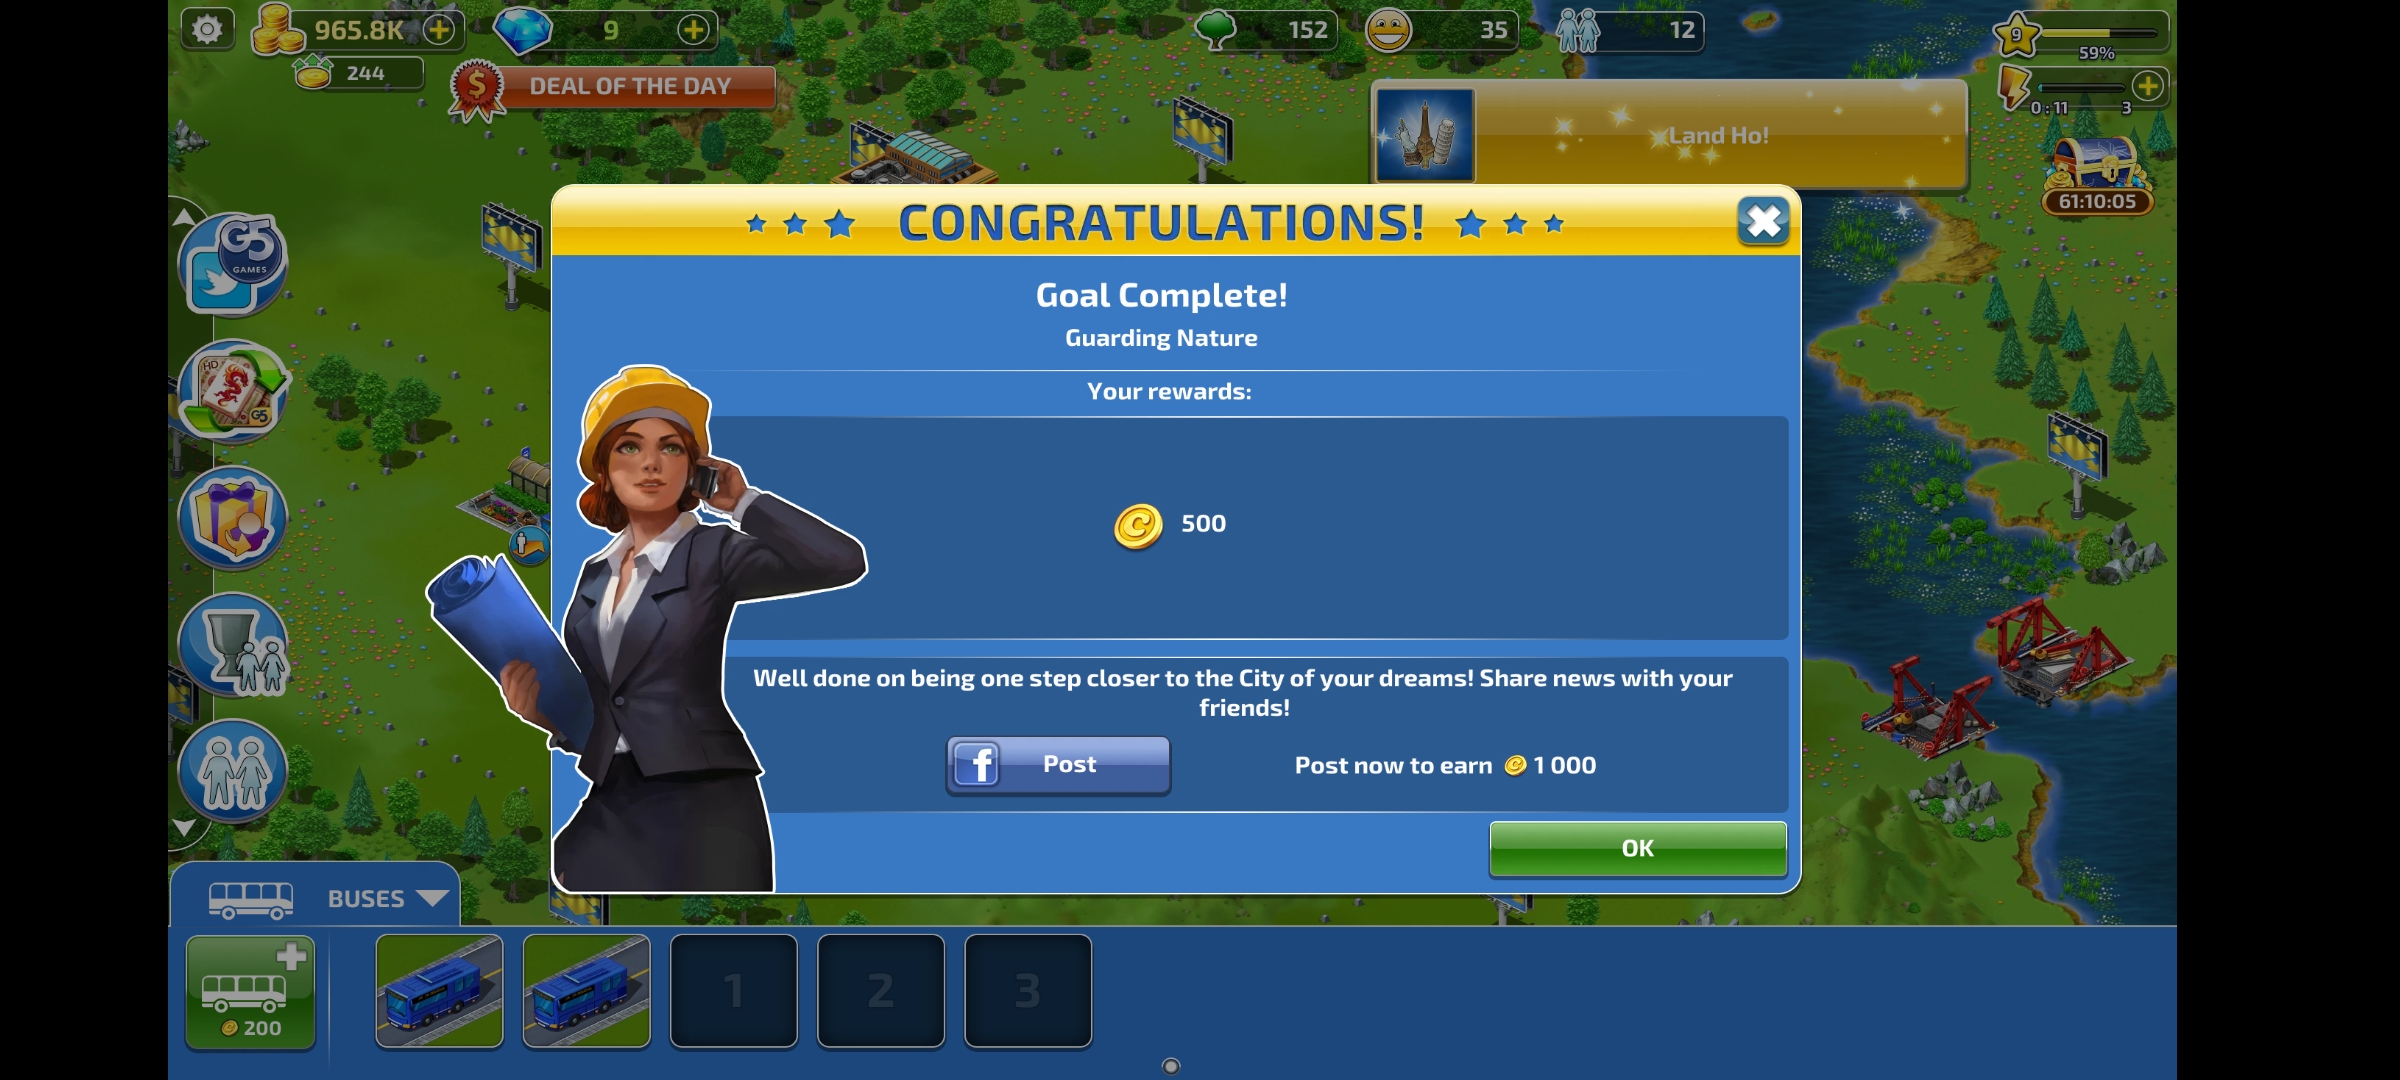 965.8K
9
152
35
12
9
59%
244
DEAL OF THE DAY
Land Ho!
0:11
3
61:10:05
CONGRATULATIONS!
G5
GAMES
Goal Complete!
Guarding Nature
Your rewards:
HD
G5
500
Well done on being one step closer to the City of your dreams! Share news with your
friends!
f
Post
Post now to earn 1 000
OK
BUSES
200
1
2
3